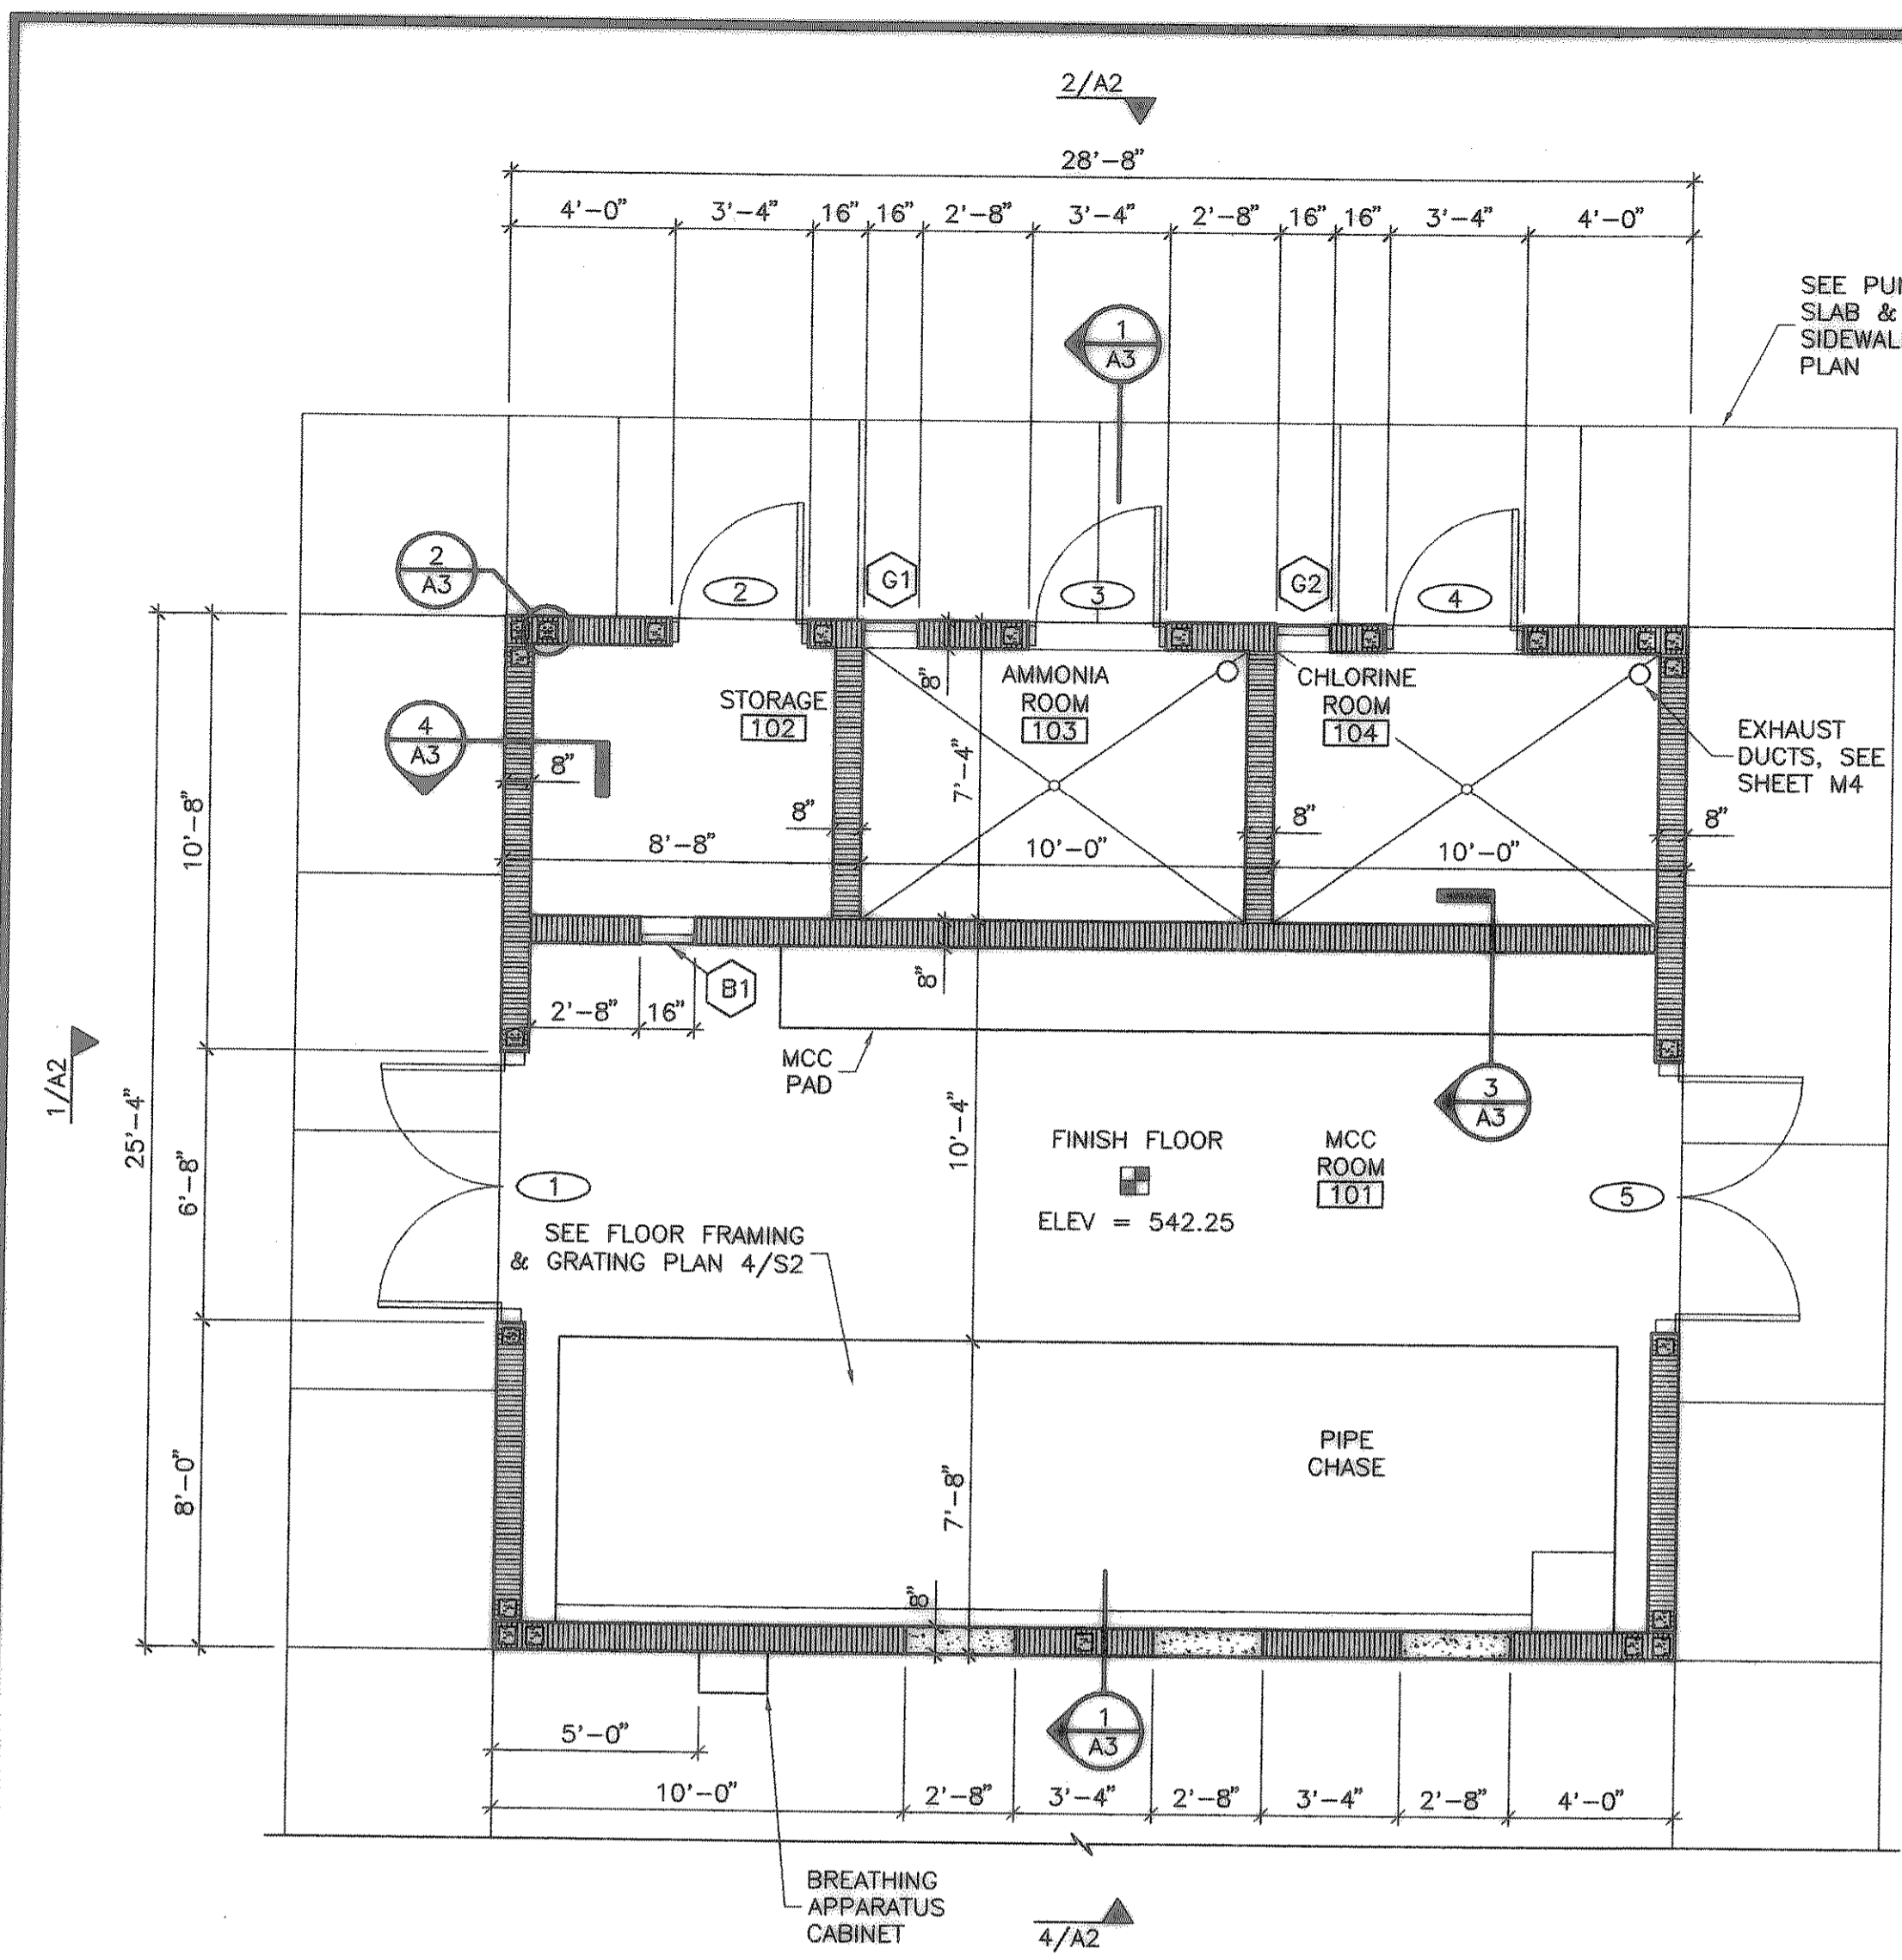 2/A2
28'-8"
4'-0" 3'-4" 16" 16" 2'-8" 3'-4" 2'-8" 16" 16" 3'-4" 4'-0"
SEE
SLAB &
PLAN
1
A3
2
A3
2
G1
3
G2
4
STORAGE
102
8"
AMMONIA
ROOM
103
CHLORINE
ROOM
104
EXHAUST
DUCTS, SEE
SHEET M4
4
A3
8"
7'-4"
8"
8"
8"
8'-8"
10'-0"
10'-0"
10'-8"
2'-8" 16"
B1
8"
MCC
PAD
3
A3
1/A2
25'-4"
6'-8"
10'-4"
FINISH FLOOR
ELEV = 542.25
MCC
ROOM
101
1
5
SEE FLOOR FRAMING
& GRATING PLAN 4/S2
8'-0"
7'-8"
PIPE
CHASE
8"
1
A3
5'-0"
10'-0" 2'-8" 3'-4" 2'-8" 3'-4" 2'-8" 4'-0"
BREATHING
APPARATUS
CABINET
4/A2